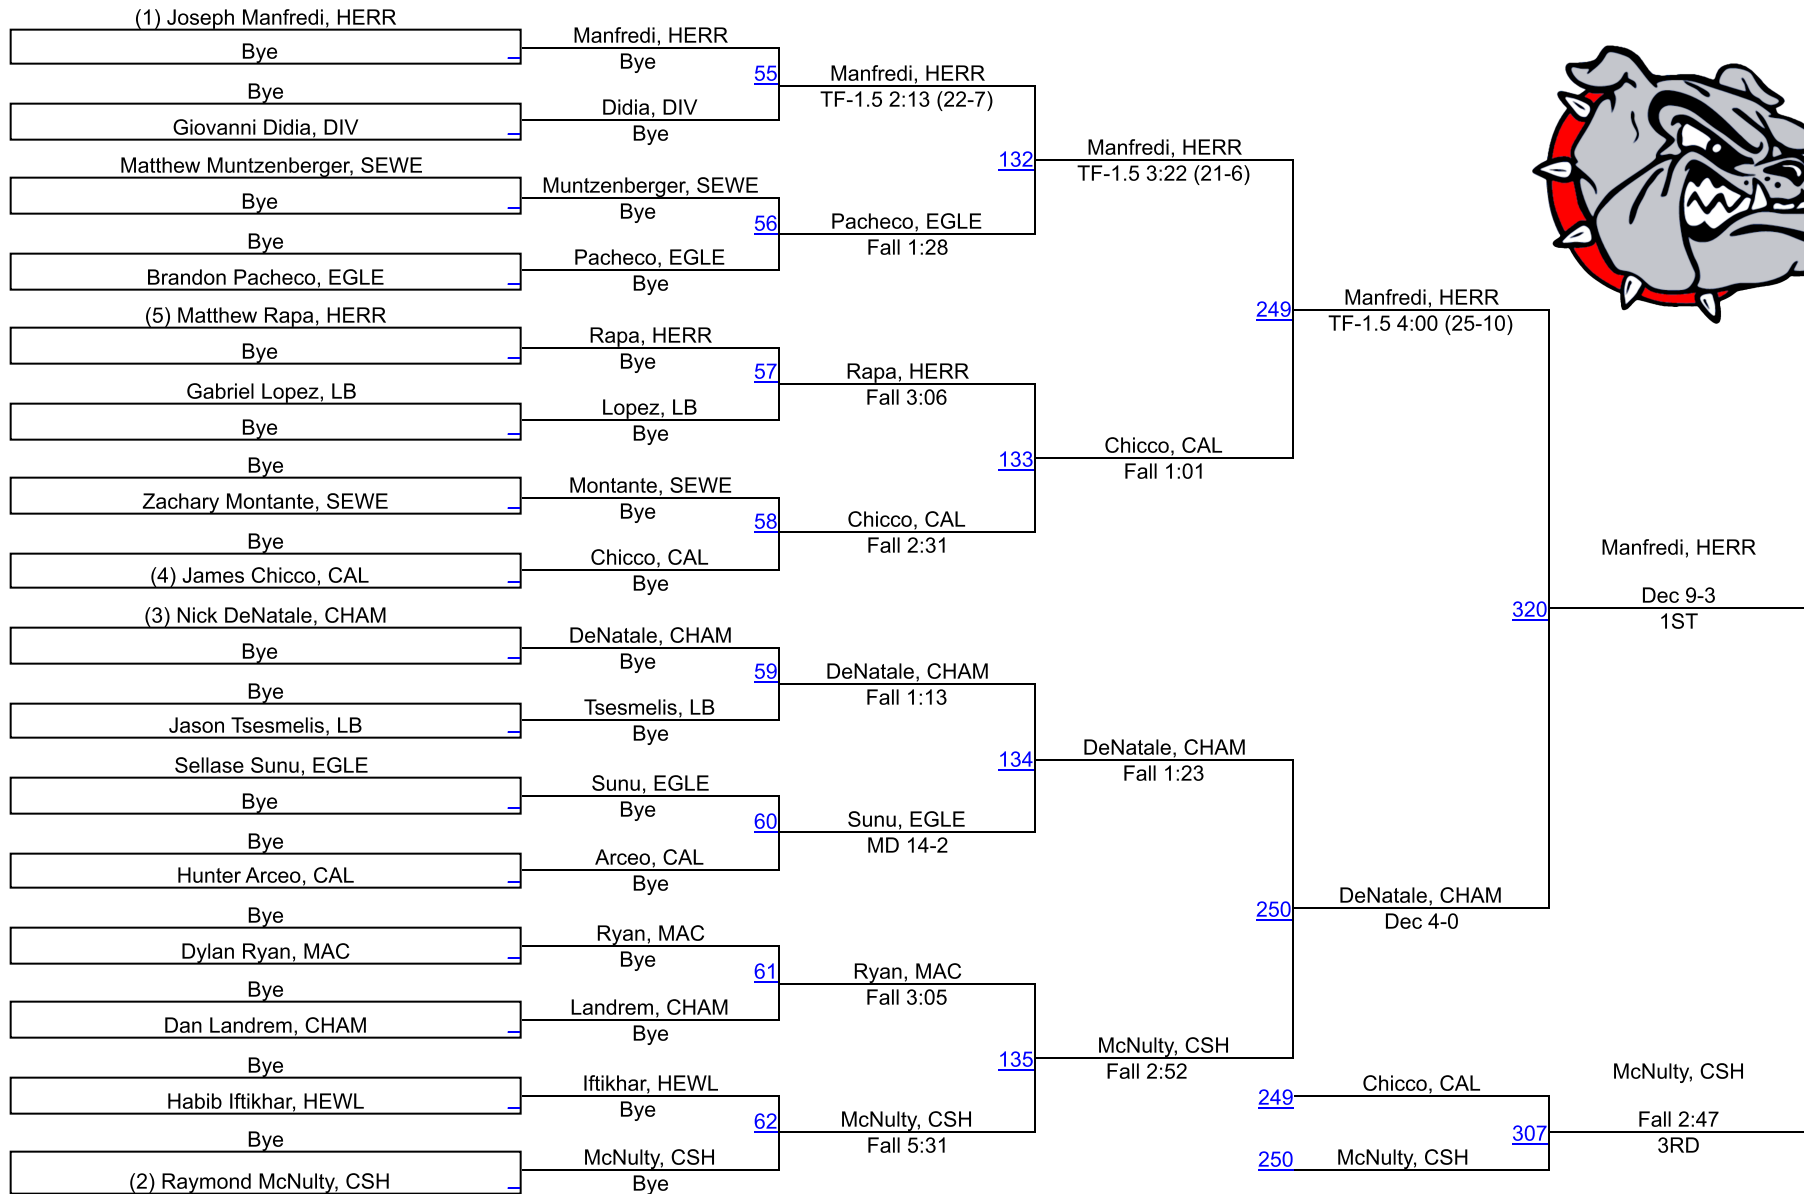 (1) Joseph Manfredi, HERR
Bye
Bye
Giovanni Didia, DIV
Matthew Muntzenberger, SEWE
Bye
Bye
Brandon Pacheco, EGLE
(5) Matthew Rapa, HERR
Bye
Gabriel Lopez, LB
Bye
Bye
Zachary Montante, SEWE
Bye
(4) James Chicco, CAL
(3) Nick DeNatale, CHAM
Bye
Bye
Jason Tsesmelis, LB
Sellase Sunu, EGLE
Bye
Bye
Hunter Arceo, CAL
Bye
Dylan Ryan, MAC
Bye
Dan Landrem, CHAM
Bye
Habib Iftikhar, HEWL
Bye
(2) Raymond McNulty, CSH
Manfredi, HERR
Bye
55
Didia, DIV
Bye
Muntzenberger, SEWE
Bye
56
Pacheco, EGLE
Bye
Rapa, HERR
Bye
57
Lopez, LB
Bye
Montante, SEWE
Bye
58
Chicco, CAL
Bye
DeNatale, CHAM
Bye
59
Tsesmelis, LB
Bye
Sunu, EGLE
Bye
60
Arceo, CAL
Bye
Ryan, MAC
Bye
61
Landrem, CHAM
Bye
Iftikhar, HEWL
Bye
62
McNulty, CSH
Bye
Manfredi, HERR
TF-1.5 2:13 (22-7)
132
Pacheco, EGLE
Fall 1:28
Rapa, HERR
Fall 3:06
133
Chicco, CAL
Fall 2:31
DeNatale, CHAM
Fall 1:13
134
Sunu, EGLE
MD 14-2
Ryan, MAC
Fall 3:05
135
McNulty, CSH
Fall 5:31
Manfredi, HERR
TF-1.5 3:22 (21-6)
249
Chicco, CAL
Fall 1:01
DeNatale, CHAM
Fall 1:23
250
McNulty, CSH
Fall 2:52
Manfredi, HERR
TF-1.5 4:00 (25-10)
320
DeNatale, CHAM
Dec 4-0
Manfredi, HERR
Dec 9-3
1ST
249
Chicco, CAL
307
250
McNulty, CSH
McNulty, CSH
Fall 2:47
3RD